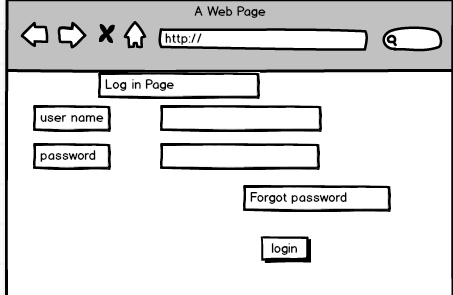 A Web Page
http://
Log in Page
user name
password
Forgot password
login